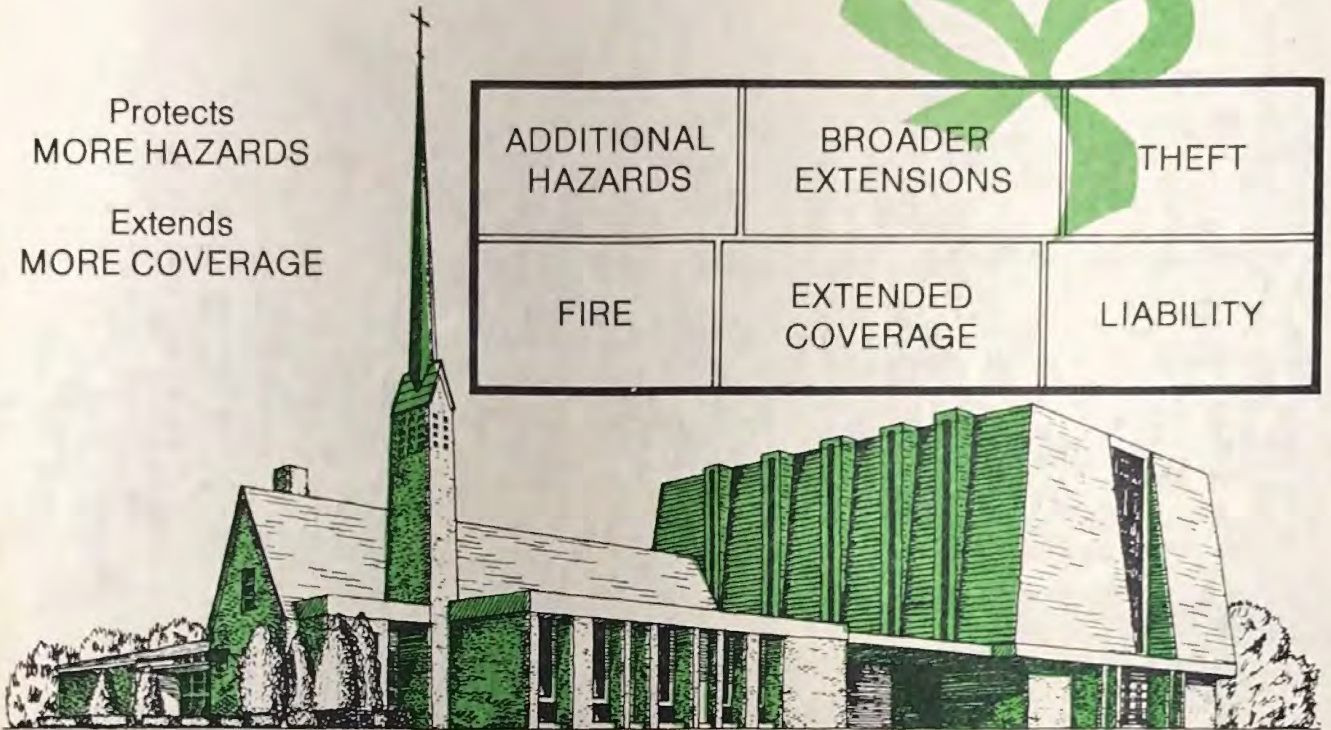 Protects
MORE HAZARDS
Extends
MORE COVERAGE
ADDITIONAL
HAZARDS
BROADER
EXTENSIONS
THEFT
FIRE
EXTENDED
COVERAGE
LIABILITY